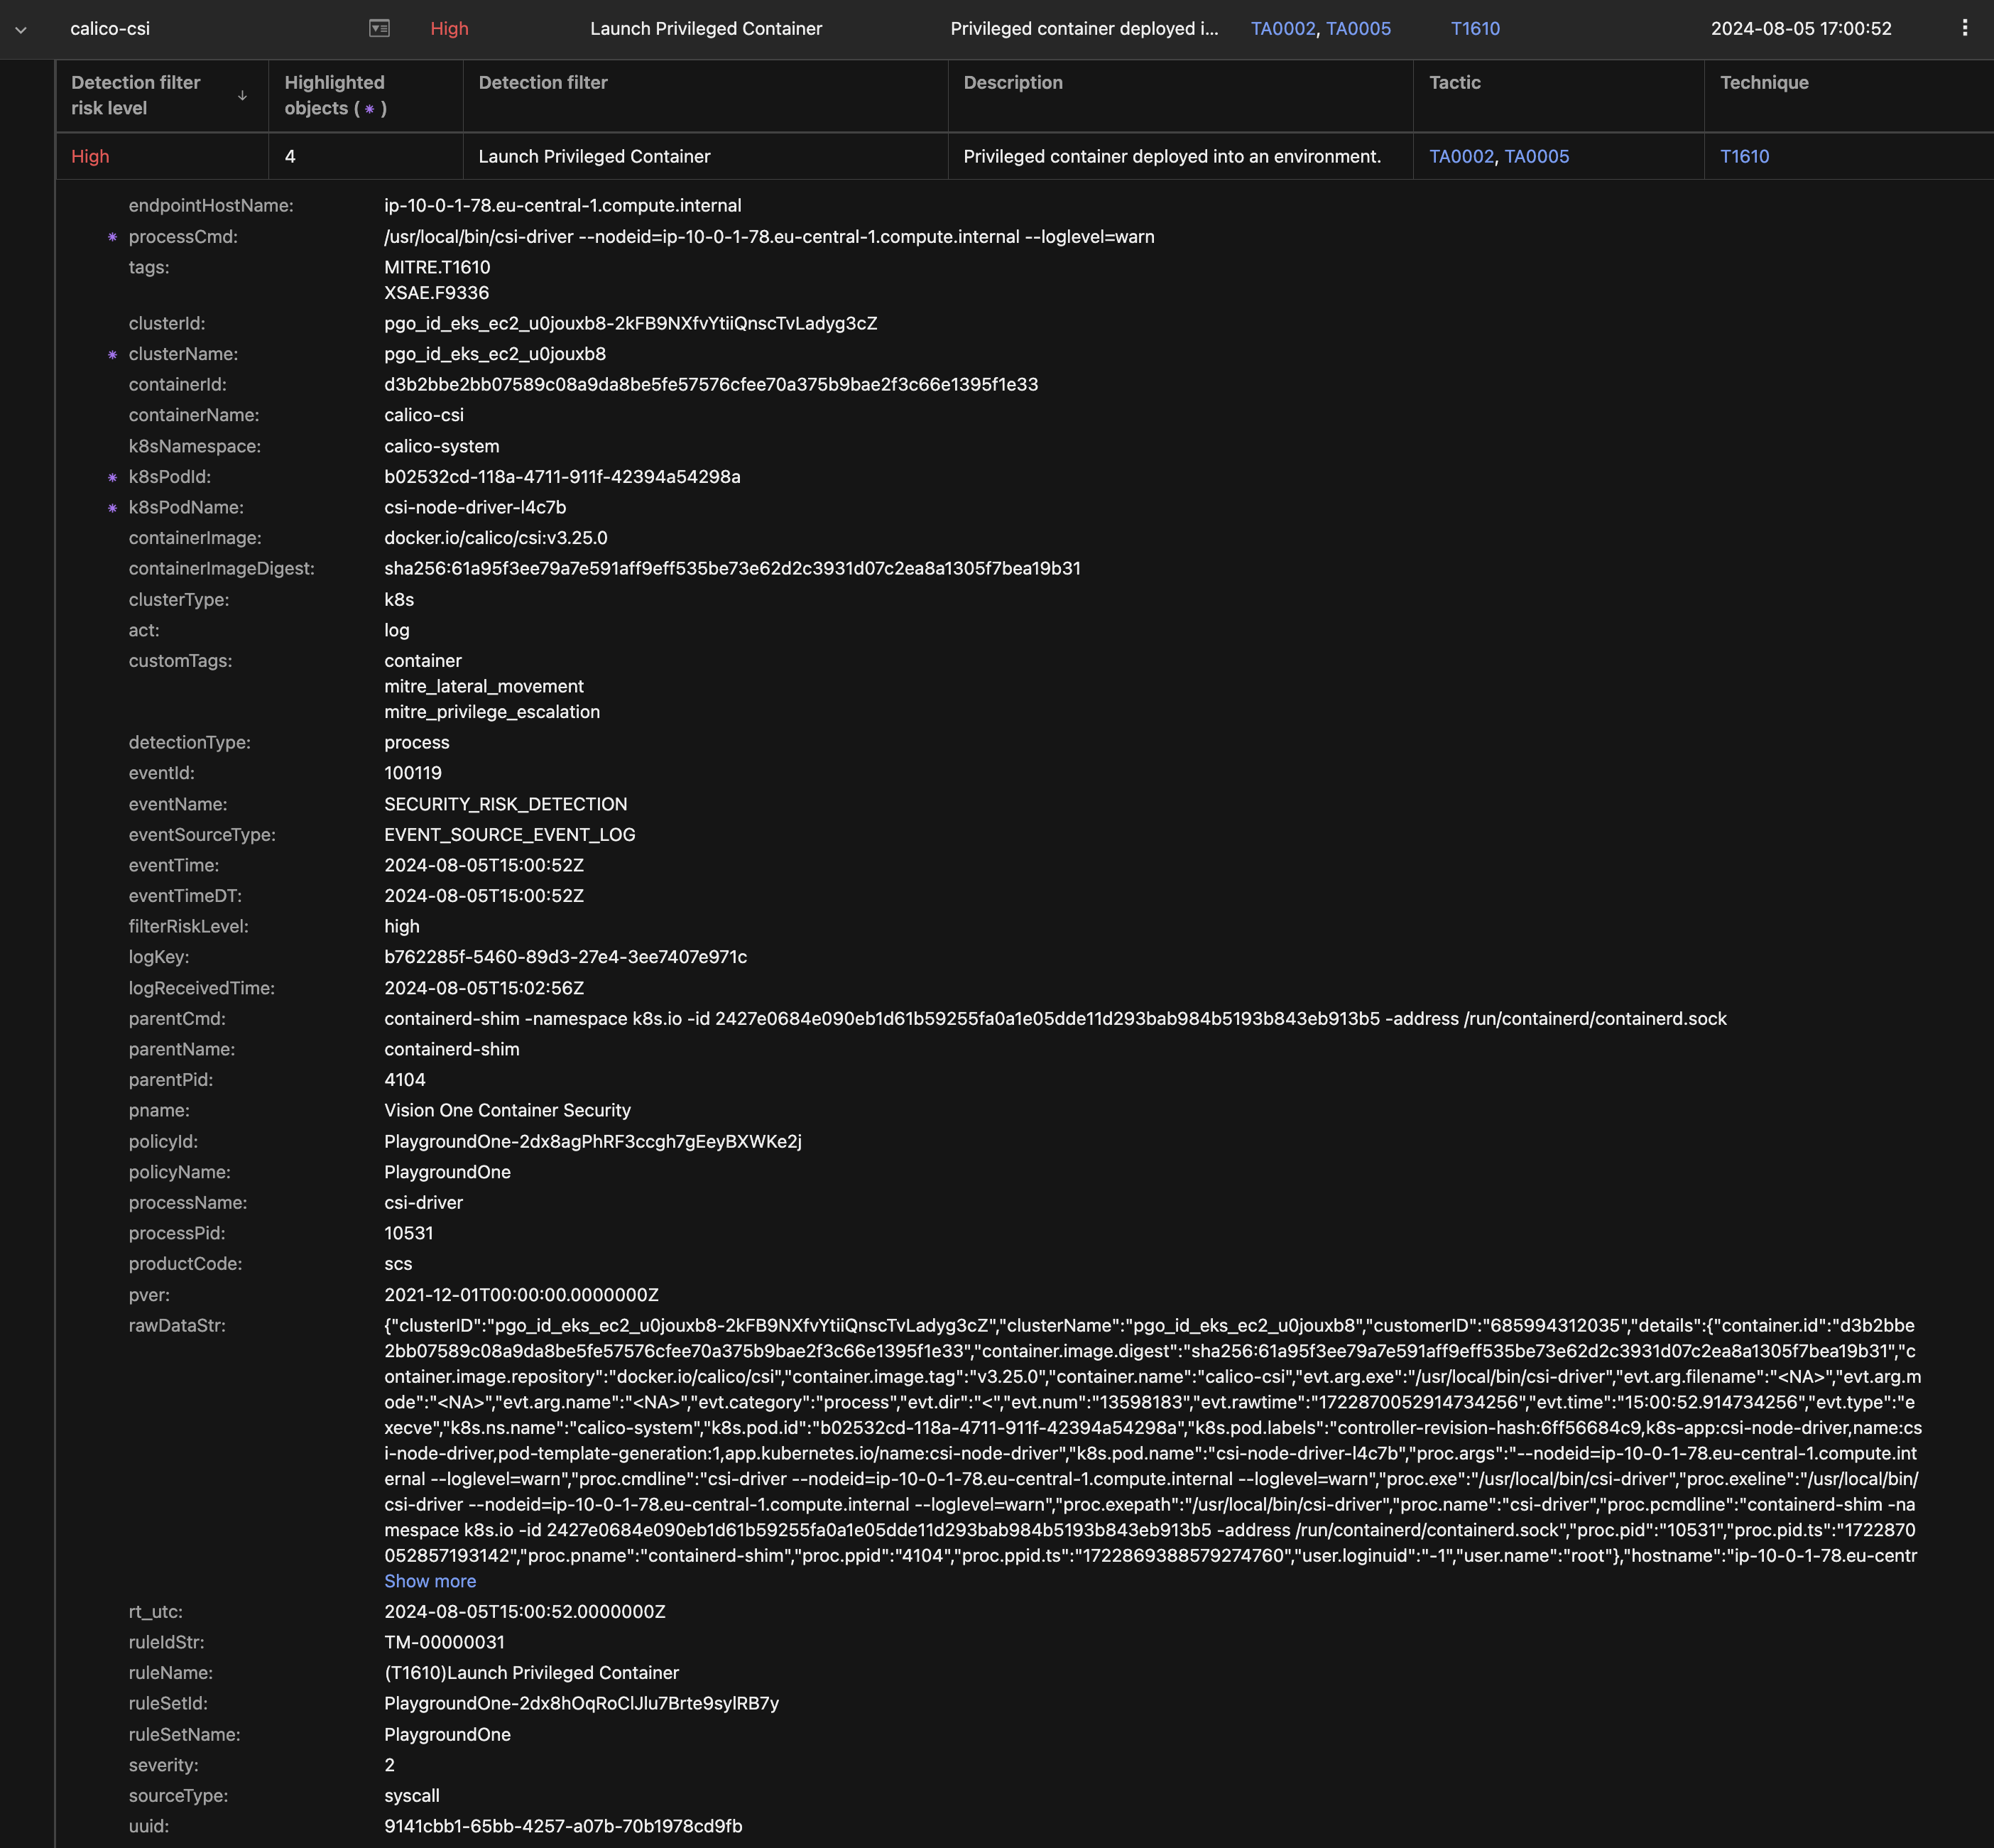 calico-csi High Launch Privileged Container Privileged container deployed i... TA0002, TA0005 T1610 2024-08-05 17:00:52
Detection filter risk level ↓ Highlighted objects ( * ) Detection filter Description Tactic Technique
High 4 Launch Privileged Container Privileged container deployed into an environment. TA0002, TA0005 T1610
endpointHostName: ip-10-0-1-78.eu-central-1.compute.internal
* processCmd: /usr/local/bin/csi-driver --nodeid=ip-10-0-1-78.eu-central-1.compute.internal --loglevel=warn
tags: MITRE.T1610
XSAE.F9336
clusterId: pgo_id_eks_ec2_u0jouxb8-2kFB9NXfvYtiiQnscTvLadyg3cZ
* clusterName: pgo_id_eks_ec2_u0jouxb8
containerId: d3b2bbe2bb07589c08a9da8be5fe57576cfee70a375b9bae2f3c66e1395f1e33
containerName: calico-csi
k8sNamespace: calico-system
* k8sPodId: b02532cd-118a-4711-911f-42394a54298a
* k8sPodName: csi-node-driver-l4c7b
containerImage: docker.io/calico/csi:v3.25.0
containerImageDigest: sha256:61a95f3ee79a7e591aff9eff535be73e62d2c3931d07c2ea8a1305f7bea19b31
clusterType: k8s
act: log
customTags: container
mitre_lateral_movement
mitre_privilege_escalation
detectionType: process
eventId: 100119
eventName: SECURITY_RISK_DETECTION
eventSourceType: EVENT_SOURCE_EVENT_LOG
eventTime: 2024-08-05T15:00:52Z
eventTimeDT: 2024-08-05T15:00:52Z
filterRiskLevel: high
logKey: b762285f-5460-89d3-27e4-3ee7407e971c
logReceivedTime: 2024-08-05T15:02:56Z
parentCmd: containerd-shim -namespace k8s.io -id 2427e0684e090eb1d61b59255fa0a1e05dde11d293bab984b5193b843eb913b5 -address /run/containerd/containerd.sock
parentName: containerd-shim
parentPid: 4104
pname: Vision One Container Security
policyId: PlaygroundOne-2dx8agPhRF3ccgh7gEeyBXWKe2j
policyName: PlaygroundOne
processName: csi-driver
processPid: 10531
productCode: scs
pver: 2021-12-01T00:00:00.0000000Z
rawDataStr: {"clusterID":"pgo_id_eks_ec2_u0jouxb8-2kFB9NXfvYtiiQnscTvLadyg3cZ","clusterName":"pgo_id_eks_ec2_u0jouxb8","customerID":"685994312035","details":{"container.id":"d3b2bbe
2bb07589c08a9da8be5fe57576cfee70a375b9bae2f3c66e1395f1e33","container.image.digest":"sha256:61a95f3ee79a7e591aff9eff535be73e62d2c3931d07c2ea8a1305f7bea19b31","c
ontainer.image.repository":"docker.io/calico/csi","container.image.tag":"v3.25.0","container.name":"calico-csi","evt.arg.exe":"/usr/local/bin/csi-driver","evt.arg.filename":"<NA>","evt.arg.m
ode":"<NA>","evt.arg.name":"<NA>","evt.category":"process","evt.dir":"<","evt.num":"13598183","evt.rawtime":"1722870052914734256","evt.time":"15:00:52.914734256","evt.type":"e
xecve","k8s.ns.name":"calico-system","k8s.pod.id":"b02532cd-118a-4711-911f-42394a54298a","k8s.pod.labels":"controller-revision-hash:6ff56684c9,k8s-app:csi-node-driver,name:cs
i-node-driver,pod-template-generation:1,app.kubernetes.io/name:csi-node-driver","k8s.pod.name":"csi-node-driver-l4c7b","proc.args":"--nodeid=ip-10-0-1-78.eu-central-1.compute.int
ernal --loglevel=warn","proc.cmdline":"csi-driver --nodeid=ip-10-0-1-78.eu-central-1.compute.internal --loglevel=warn","proc.exe":"/usr/local/bin/csi-driver","proc.exeline":"/usr/local/bin/
csi-driver --nodeid=ip-10-0-1-78.eu-central-1.compute.internal --loglevel=warn","proc.exepath":"/usr/local/bin/csi-driver","proc.name":"csi-driver","proc.pcmdline":"containerd-shim -na
mespace k8s.io -id 2427e0684e090eb1d61b59255fa0a1e05dde11d293bab984b5193b843eb913b5 -address /run/containerd/containerd.sock","proc.pid":"10531","proc.pid.ts":"172287​0
052857193142","proc.pname":"containerd-shim","proc.ppid":"4104","proc.ppid.ts":"1722869388579274760","user.loginuid":"-1","user.name":"root"},"hostname":"ip-10-0-1-78.eu-centr
Show more
rt_utc: 2024-08-05T15:00:52.0000000Z
ruleIdStr: TM-00000031
ruleName: (T1610)Launch Privileged Container
ruleSetId: PlaygroundOne-2dx8hOqRoClJlu7Brte9sylRB7y
ruleSetName: PlaygroundOne
severity: 2
sourceType: syscall
uuid: 9141cbb1-65bb-4257-a07b-70b1978cd9fb